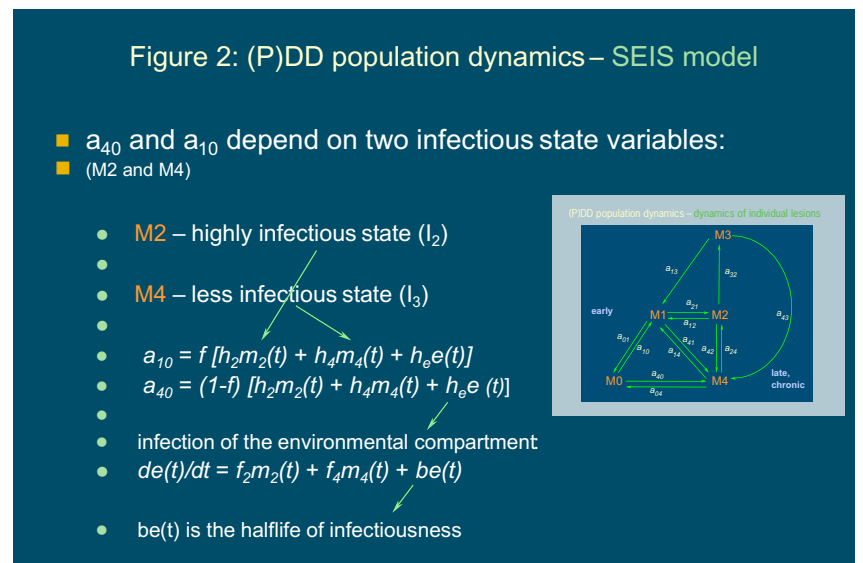 Figure 2: (P)DD population dynamics – SEIS model
a₄₀ and a₁₀ depend on two infectious state variables:
(M2 and M4)
M2 – highly infectious state (I₂)
M4 – less infectious state (I₃)
a₁₀ = f [h₂m₂(t) + h₄m₄(t) + hₑe(t)]
a₄₀ = (1-f) [h₂m₂(t) + h₄m₄(t) + hₑe (t)]
infection of the environmental compartment
de(t)/dt = f₂m₂(t) + f₄m₄(t) + be(t)
be(t) is the halflife of infectiousness
(P)DD population dynamics – dynamics of individual lesions
M3
a₁₃
a₃₂
a₂₁
early
M1
M2
a₄₃
a₁₂
a₀₁
a₄₁
a₁₀
a₁₄
a₄₂
a₂₄
a₄₀
M0
M4
late,
chronic
a₀₄